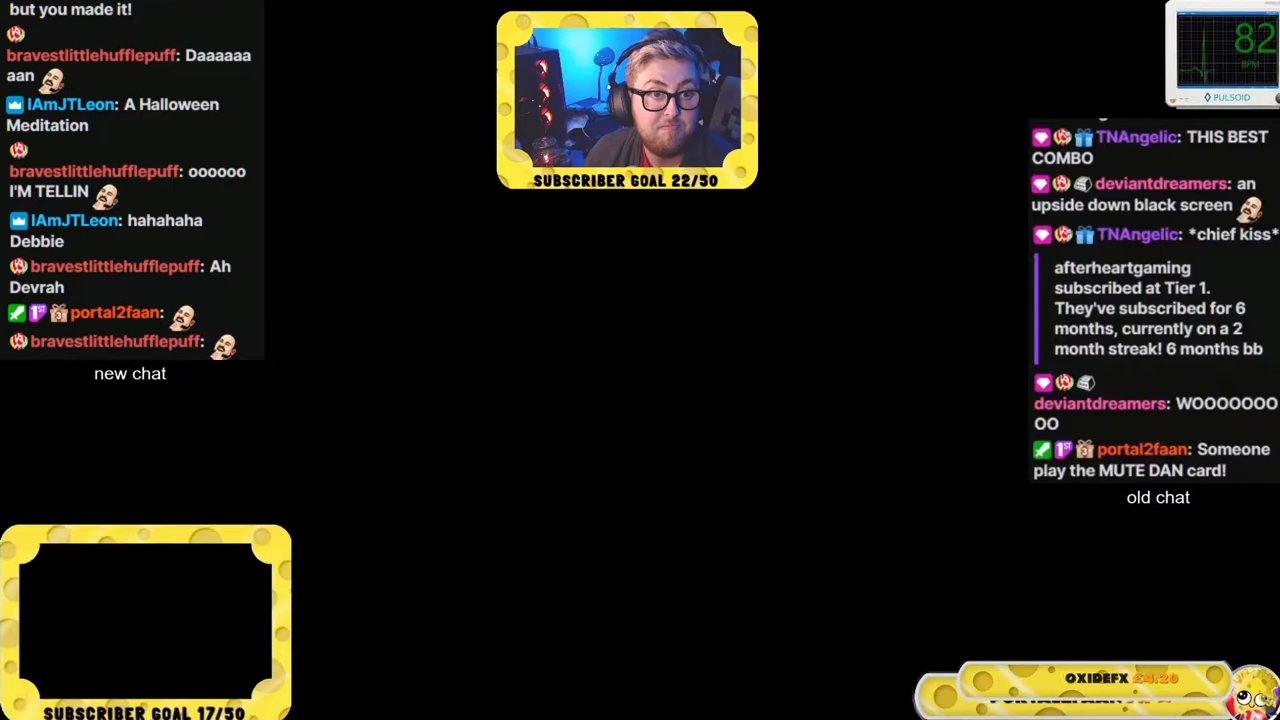 but you made it!
bravestlittlehufflepuff: Daaaaaa
aan
IAmJTLeon: A Halloween
Meditation
bravestlittlehufflepuff: oooooo
I'M TELLIN
IAmJTLeon: hahahaha
Debbie
bravestlittlehufflepuff: Ah
Devrah
portal2faan:
bravestlittlehufflepuff:
new chat
SUBSCRIBER GOAL 22/50
82
BPM
PULSOID
TNAngelic: THIS BEST
COMBO
deviantdreamers: an
upside down black screen
TNAngelic: *chief kiss*
afterheartgaming
subscribed at Tier 1.
They've subscribed for 6
months, currently on a 2
month streak! 6 months bb
deviantdreamers: WOOOOOOO
OO
portal2faan: Someone
play the MUTE DAN card!
old chat
SUBSCRIBER GOAL 17/50
OXIDEFX £4.20